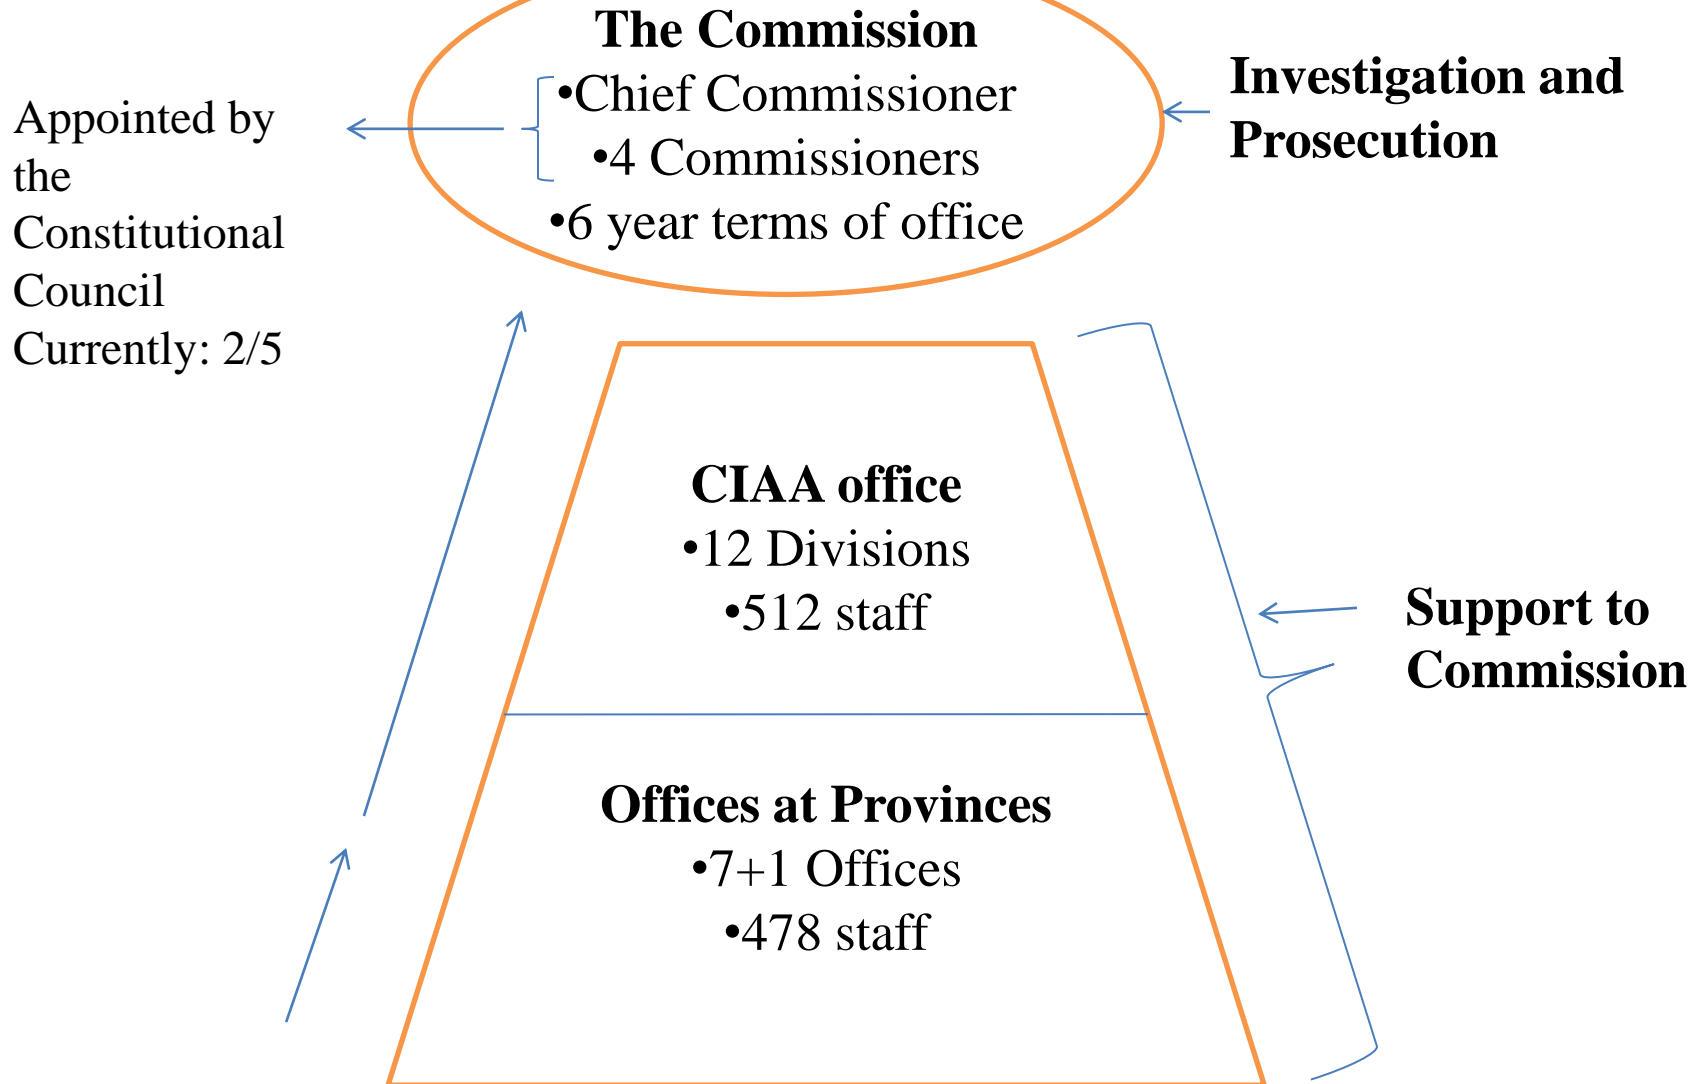 The Commission
•Chief Commissioner
•4 Commissioners
•6 year terms of office
Investigation and
Prosecution
Appointed by
the
Constitutional
Council
Currently: 2/5
CIAA office
•12 Divisions
•512 staff
Support to
Commission
Offices at Provinces
•7+1 Offices
•478 staff